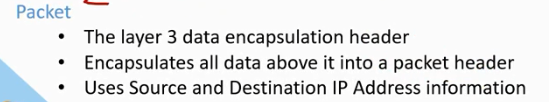 Packet
• The layer 3 data encapsulation header
• Encapsulates all data above it into a packet header
• Uses Source and Destination IP Address information